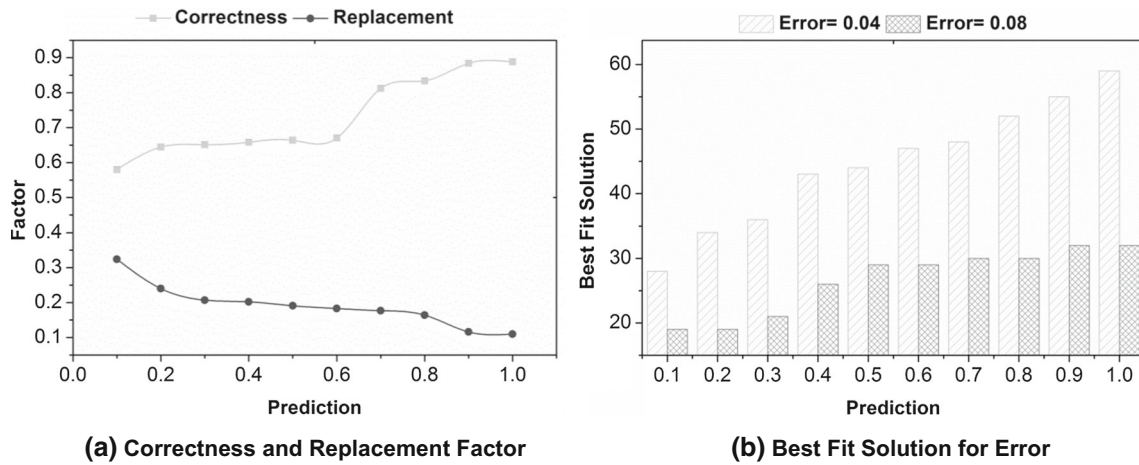 Correctness Replacement
0.9
0.8
0.7
0.6
0.5
0.4
0.3
0.2
0.1
Factor
0.0 0.2 0.4 0.6 0.8 1.0
Prediction
(a) Correctness and Replacement Factor
Error= 0.04 Error= 0.08
60
50
40
30
20
Best Fit Solution
0.1 0.2 0.3 0.4 0.5 0.6 0.7 0.8 0.9 1.0
Prediction
(b) Best Fit Solution for Error